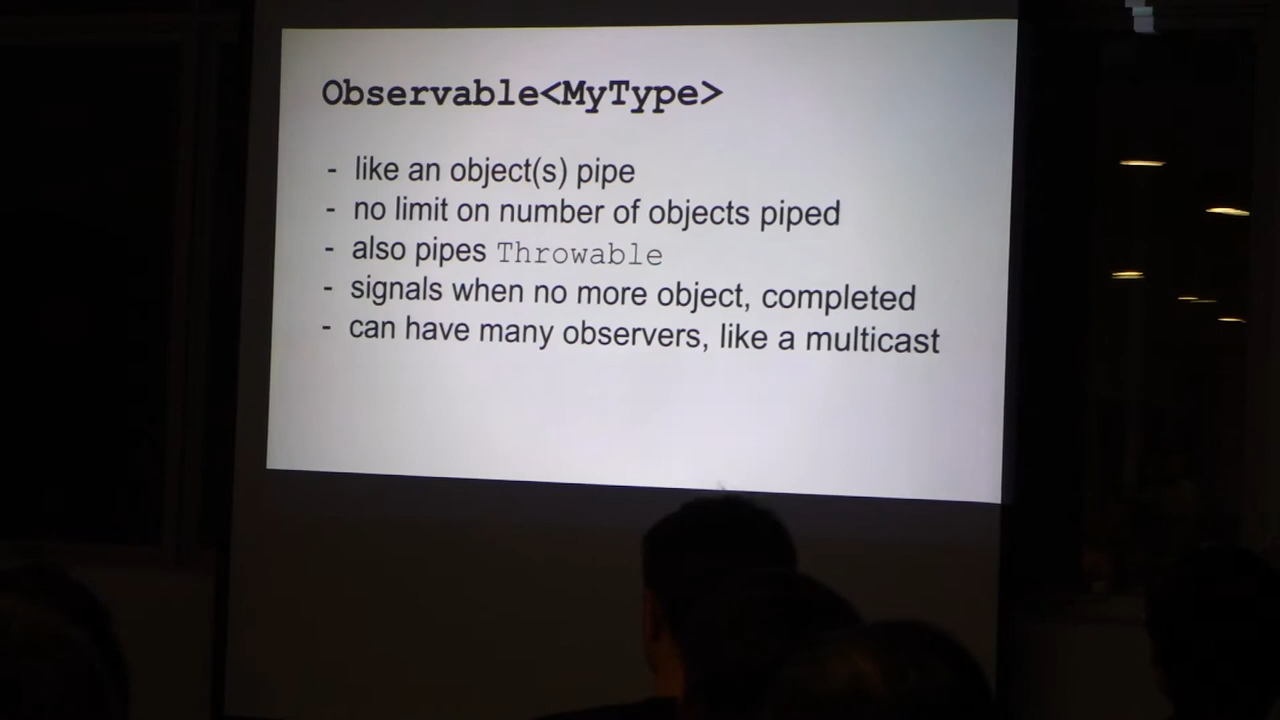 Observable<MyType>
- like an object(s) pipe
- no limit on number of objects piped
- also pipes Throwable
- signals when no more object, completed
- can have many observers, like a multicast